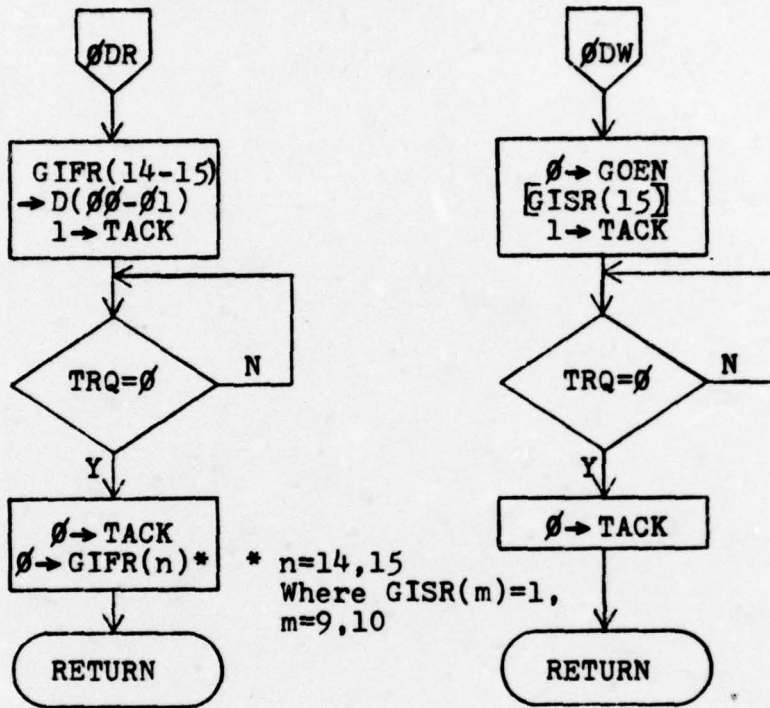 ØDR
GIFR(14-15)
→D(ØØ-Ø1)
1→TACK
TRQ=Ø
N
Y
Ø→TACK
Ø→GIFR(n)*
* n=14,15
Where GISR(m)=1,
m=9,10
RETURN
ØDW
Ø→GOEN
[GISR(15)]
1→TACK
TRQ=Ø
N
Y
Ø→TACK
RETURN